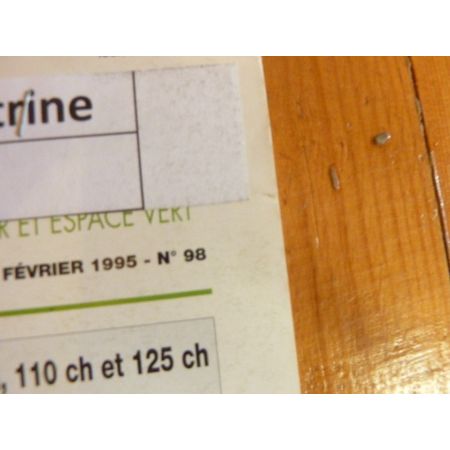 trine
R ET ESPACE VERT
FÉVRIER 1995 - N° 98
, 110 ch et 125 ch